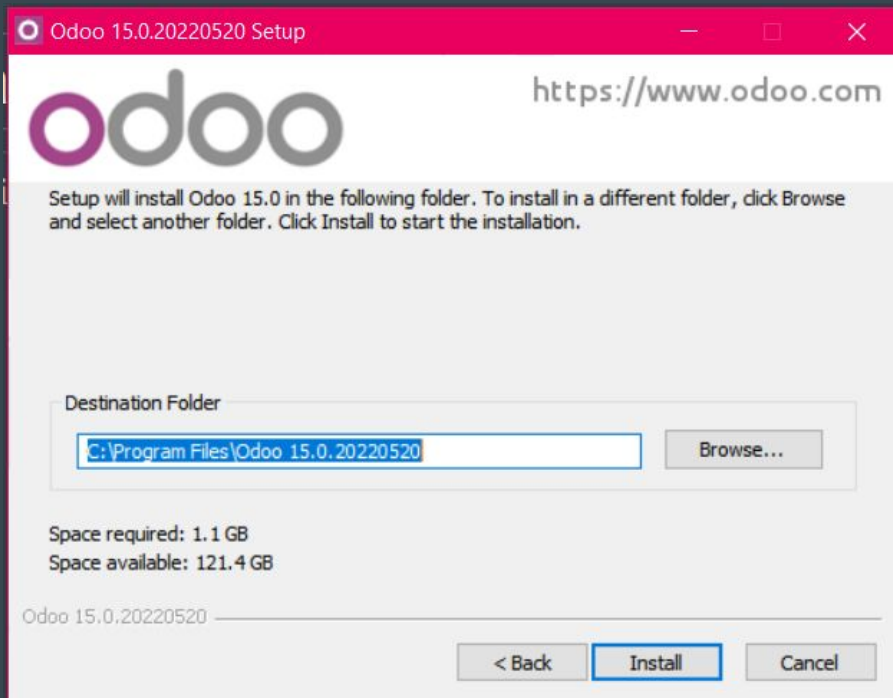 Odoo 15.0.20220520 Setup
odoo
https://www.odoo.com
Setup will install Odoo 15.0 in the following folder. To install in a different folder, click Browse
and select another folder. Click Install to start the installation.
Destination Folder
C:\Program Files\Odoo 15.0.20220520
Browse...
Space required: 1.1 GB
Space available: 121.4 GB
Odoo 15.0.20220520
< Back
Install
Cancel